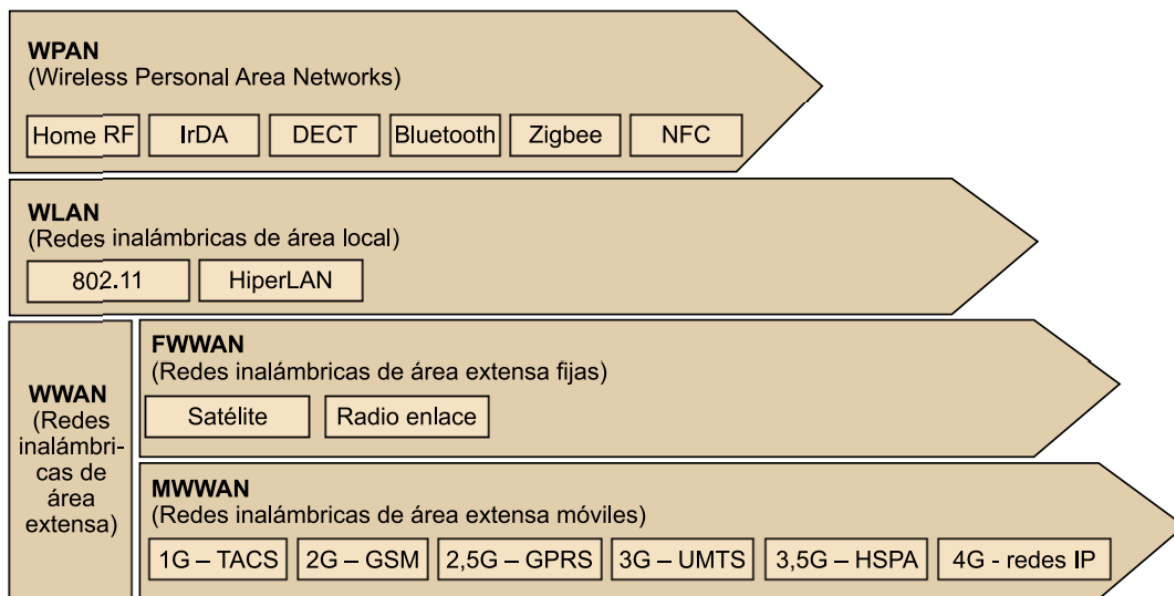 WPAN
(Wireless Personal Area Networks)
Home RF IrDA DECT Bluetooth Zigbee NFC
WLAN
(Redes inalámbricas de área local)
802.11 HiperLAN
WWAN
(Redes
inalámbri-
cas de
área
extensa)
FWWAN
(Redes inalámbricas de área extensa fijas)
Satélite Radio enlace
MWWAN
(Redes inalámbricas de área extensa móviles)
1G – TACS 2G – GSM 2,5G – GPRS 3G – UMTS 3,5G – HSPA 4G - redes IP